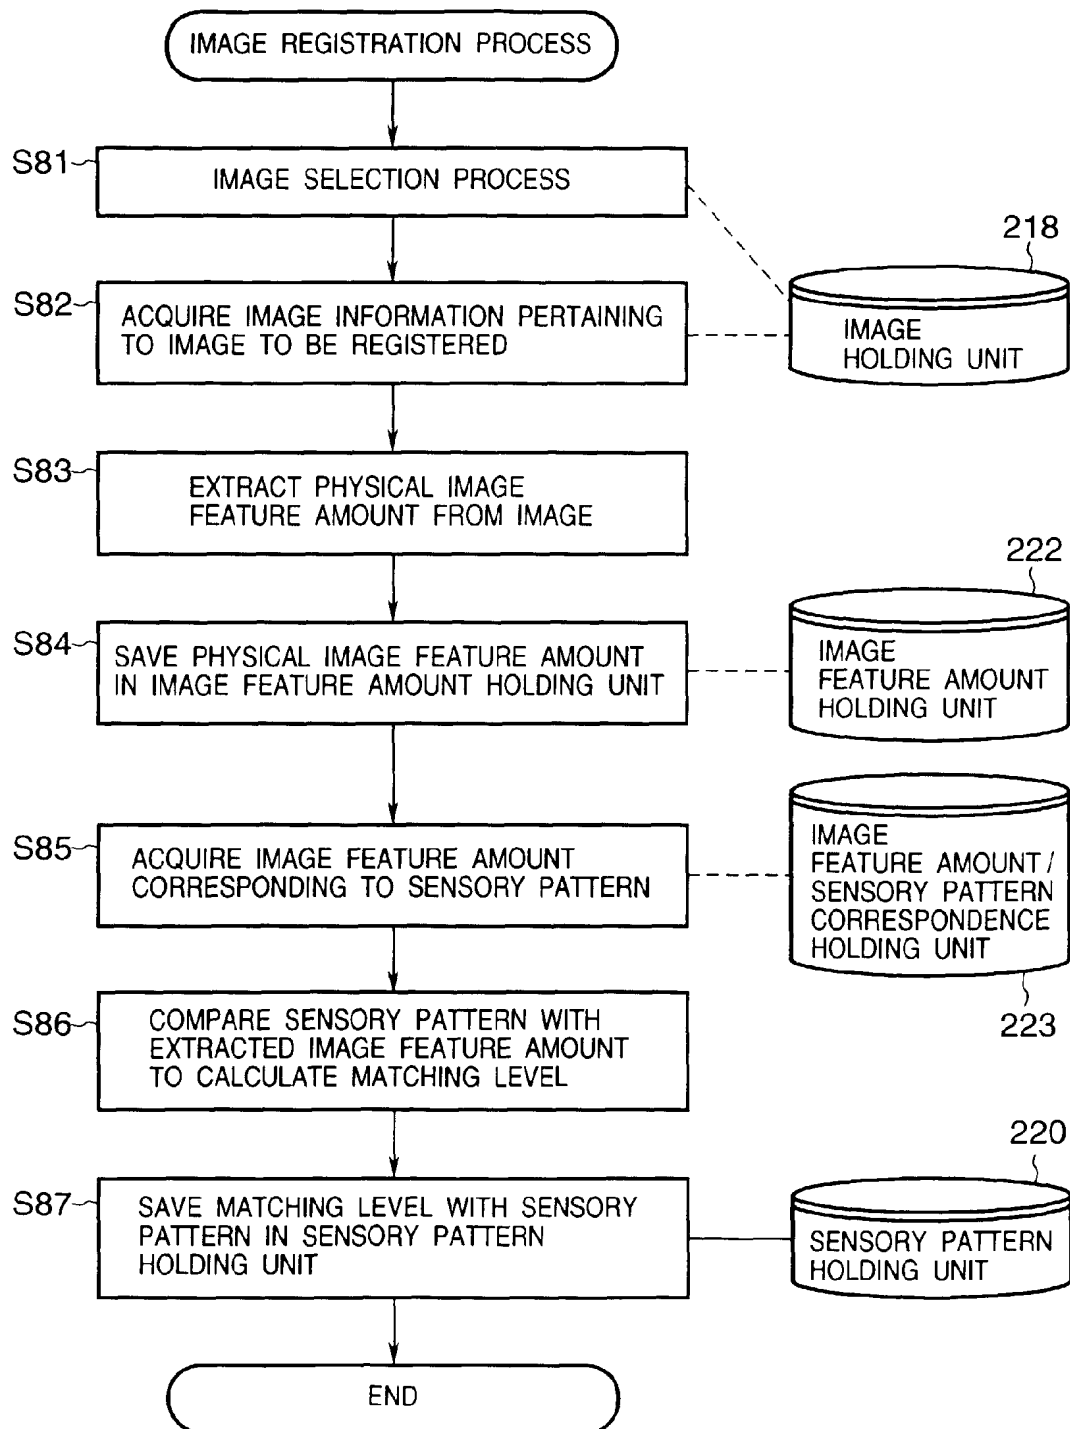 IMAGE REGISTRATION PROCESS
S81
IMAGE SELECTION PROCESS
218
S82
ACQUIRE IMAGE INFORMATION PERTAINING
TO IMAGE TO BE REGISTERED
IMAGE
HOLDING UNIT
S83
EXTRACT PHYSICAL IMAGE
FEATURE AMOUNT FROM IMAGE
222
S84
SAVE PHYSICAL IMAGE FEATURE AMOUNT
IN IMAGE FEATURE AMOUNT HOLDING UNIT
IMAGE
FEATURE AMOUNT
HOLDING UNIT
S85
ACQUIRE IMAGE FEATURE AMOUNT
CORRESPONDING TO SENSORY PATTERN
IMAGE
FEATURE AMOUNT /
SENSORY PATTERN
CORRESPONDENCE
HOLDING UNIT
223
S86
COMPARE SENSORY PATTERN WITH
EXTRACTED IMAGE FEATURE AMOUNT
TO CALCULATE MATCHING LEVEL
220
S87
SAVE MATCHING LEVEL WITH SENSORY
PATTERN IN SENSORY PATTERN
HOLDING UNIT
SENSORY PATTERN
HOLDING UNIT
END